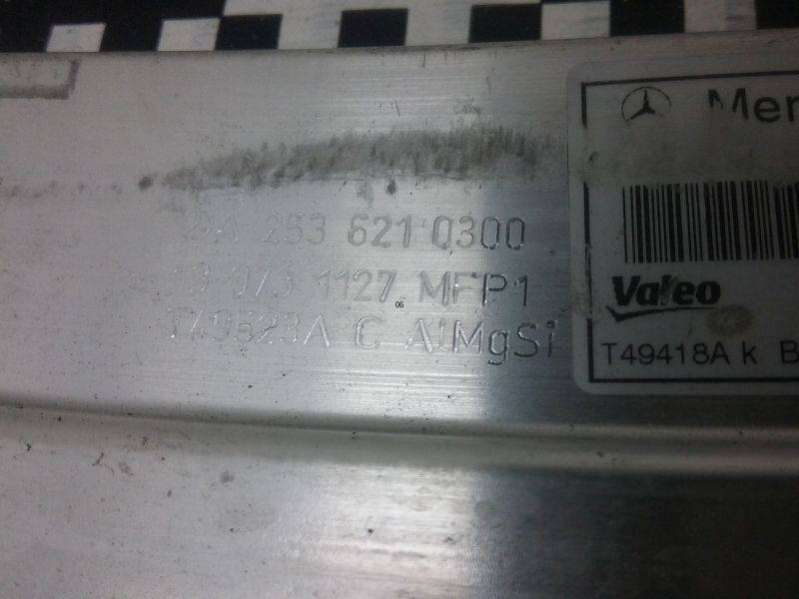 Mer
253 621 0300
1127 MFP1
C AlMgSi
Valeo
T49418A k B